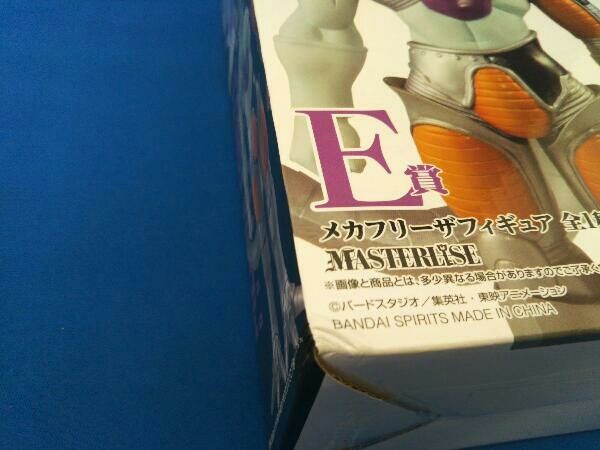 E賞
メカフリーザフィギュア 全1種
MASTERLISE
※画像と商品とは、多少異なる場合がありますのでご了承く
©バードスタジオ／集英社・東映アニメーション
BANDAI SPIRITS MADE IN CHINA